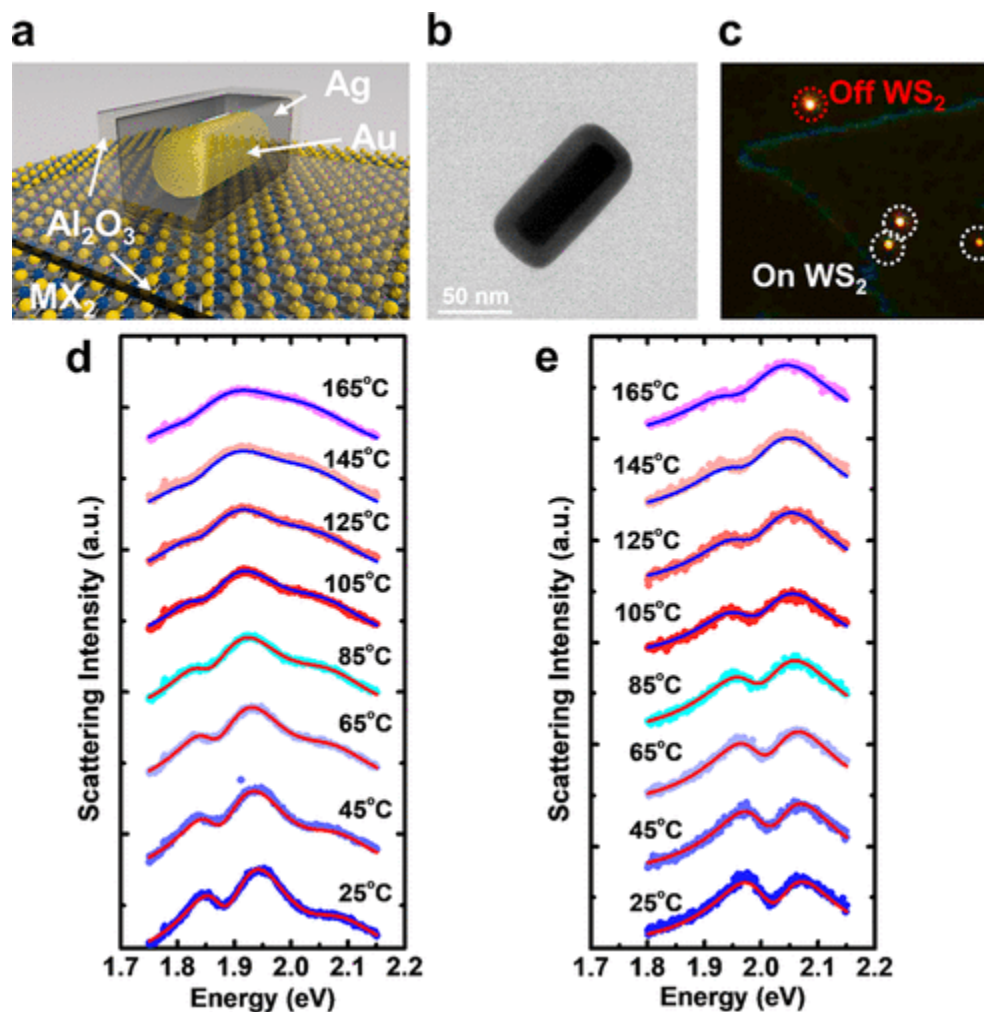 a
Ag
Au
Al₂O₃
MX₂
b
50 nm
c
Off WS₂
On WS₂
d
165°C
145°C
125°C
105°C
85°C
65°C
45°C
25°C
Scattering Intensity (a.u.)
1.7 1.8 1.9 2.0 2.1 2.2
Energy (eV)
e
165°C
145°C
125°C
105°C
85°C
65°C
45°C
25°C
Scattering Intensity (a.u.)
1.7 1.8 1.9 2.0 2.1 2.2
Energy (eV)